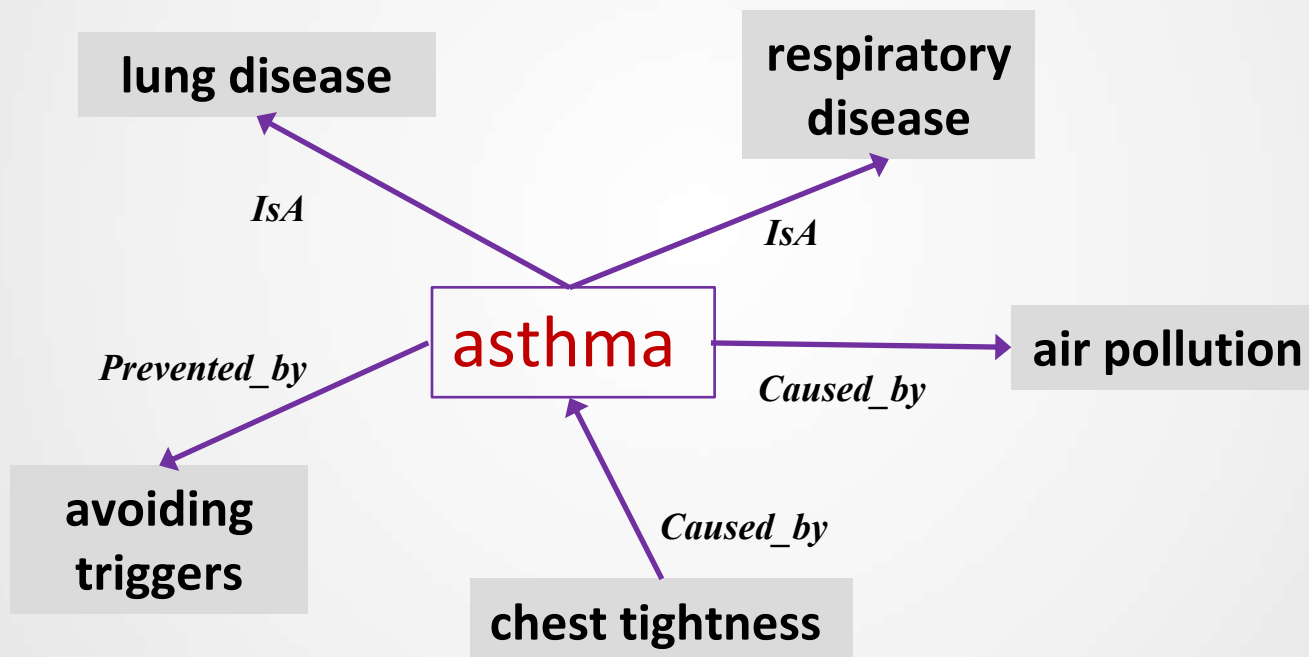 lung disease
respiratory
disease
IsA
IsA
asthma
air pollution
Prevented_by
Caused_by
avoiding
triggers
Caused_by
chest tightness